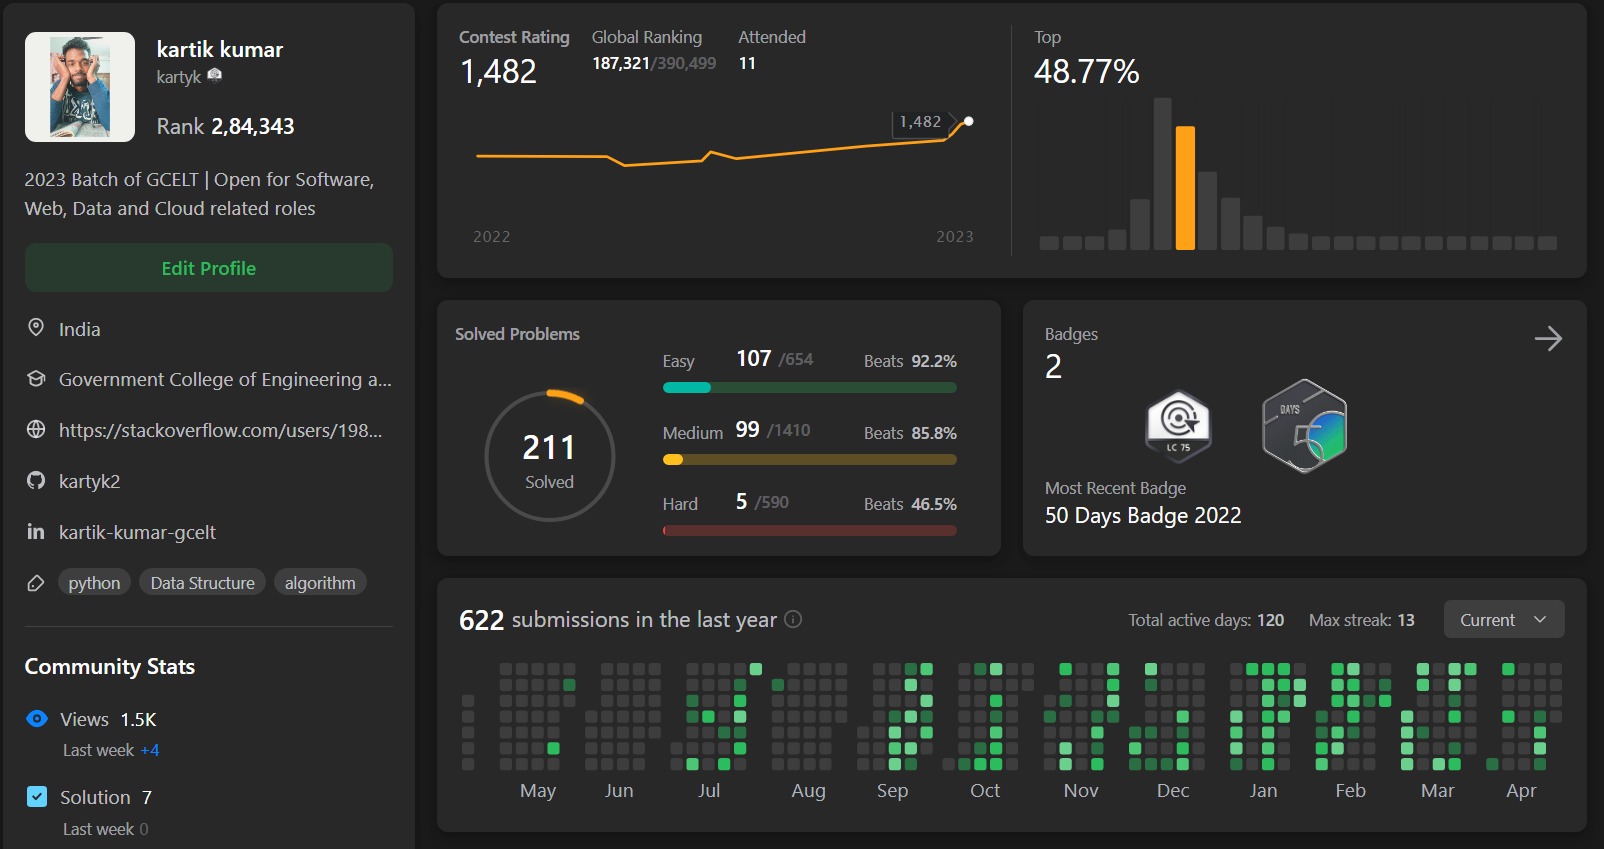 kartik kumar
kartyk
Rank 2,84,343
2023 Batch of GCELT | Open for Software,
Web, Data and Cloud related roles
Edit Profile
India
Government College of Engineering a...
https://stackoverflow.com/users/198...
kartyk2
kartik-kumar-gcelt
python Data Structure algorithm
Community Stats
Views 1.5K
Last week +4
Solution 7
Last week 0
Contest Rating Global Ranking Attended
1,482 187,321/390,499 11
1,482
2022 2023
Top
48.77%
Solved Problems
211
Solved
Easy 107 /654 Beats 92.2%
Medium 99 /1410 Beats 85.8%
Hard 5 /590 Beats 46.5%
Badges
2
LC 75
DAYS
5
Most Recent Badge
50 Days Badge 2022
622 submissions in the last year Total active days: 120 Max streak: 13 Current
May Jun Jul Aug Sep Oct Nov Dec Jan Feb Mar Apr